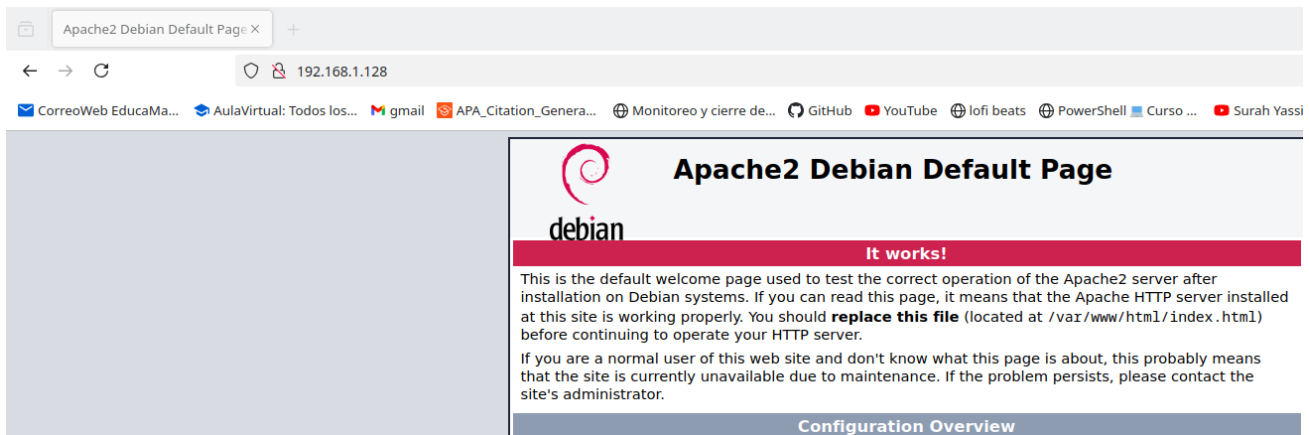 Apache2 Debian Default Page
192.168.1.128
CorreoWeb EducaMa... AulaVirtual: Todos los... gmail APA_Citation_Genera... Monitoreo y cierre de... GitHub YouTube lofi beats PowerShell Curso ... Surah Yassi
debian
Apache2 Debian Default Page
It works!
This is the default welcome page used to test the correct operation of the Apache2 server after
installation on Debian systems. If you can read this page, it means that the Apache HTTP server installed
at this site is working properly. You should replace this file (located at /var/www/html/index.html)
before continuing to operate your HTTP server.
If you are a normal user of this web site and don't know what this page is about, this probably means
that the site is currently unavailable due to maintenance. If the problem persists, please contact the
site's administrator.
Configuration Overview